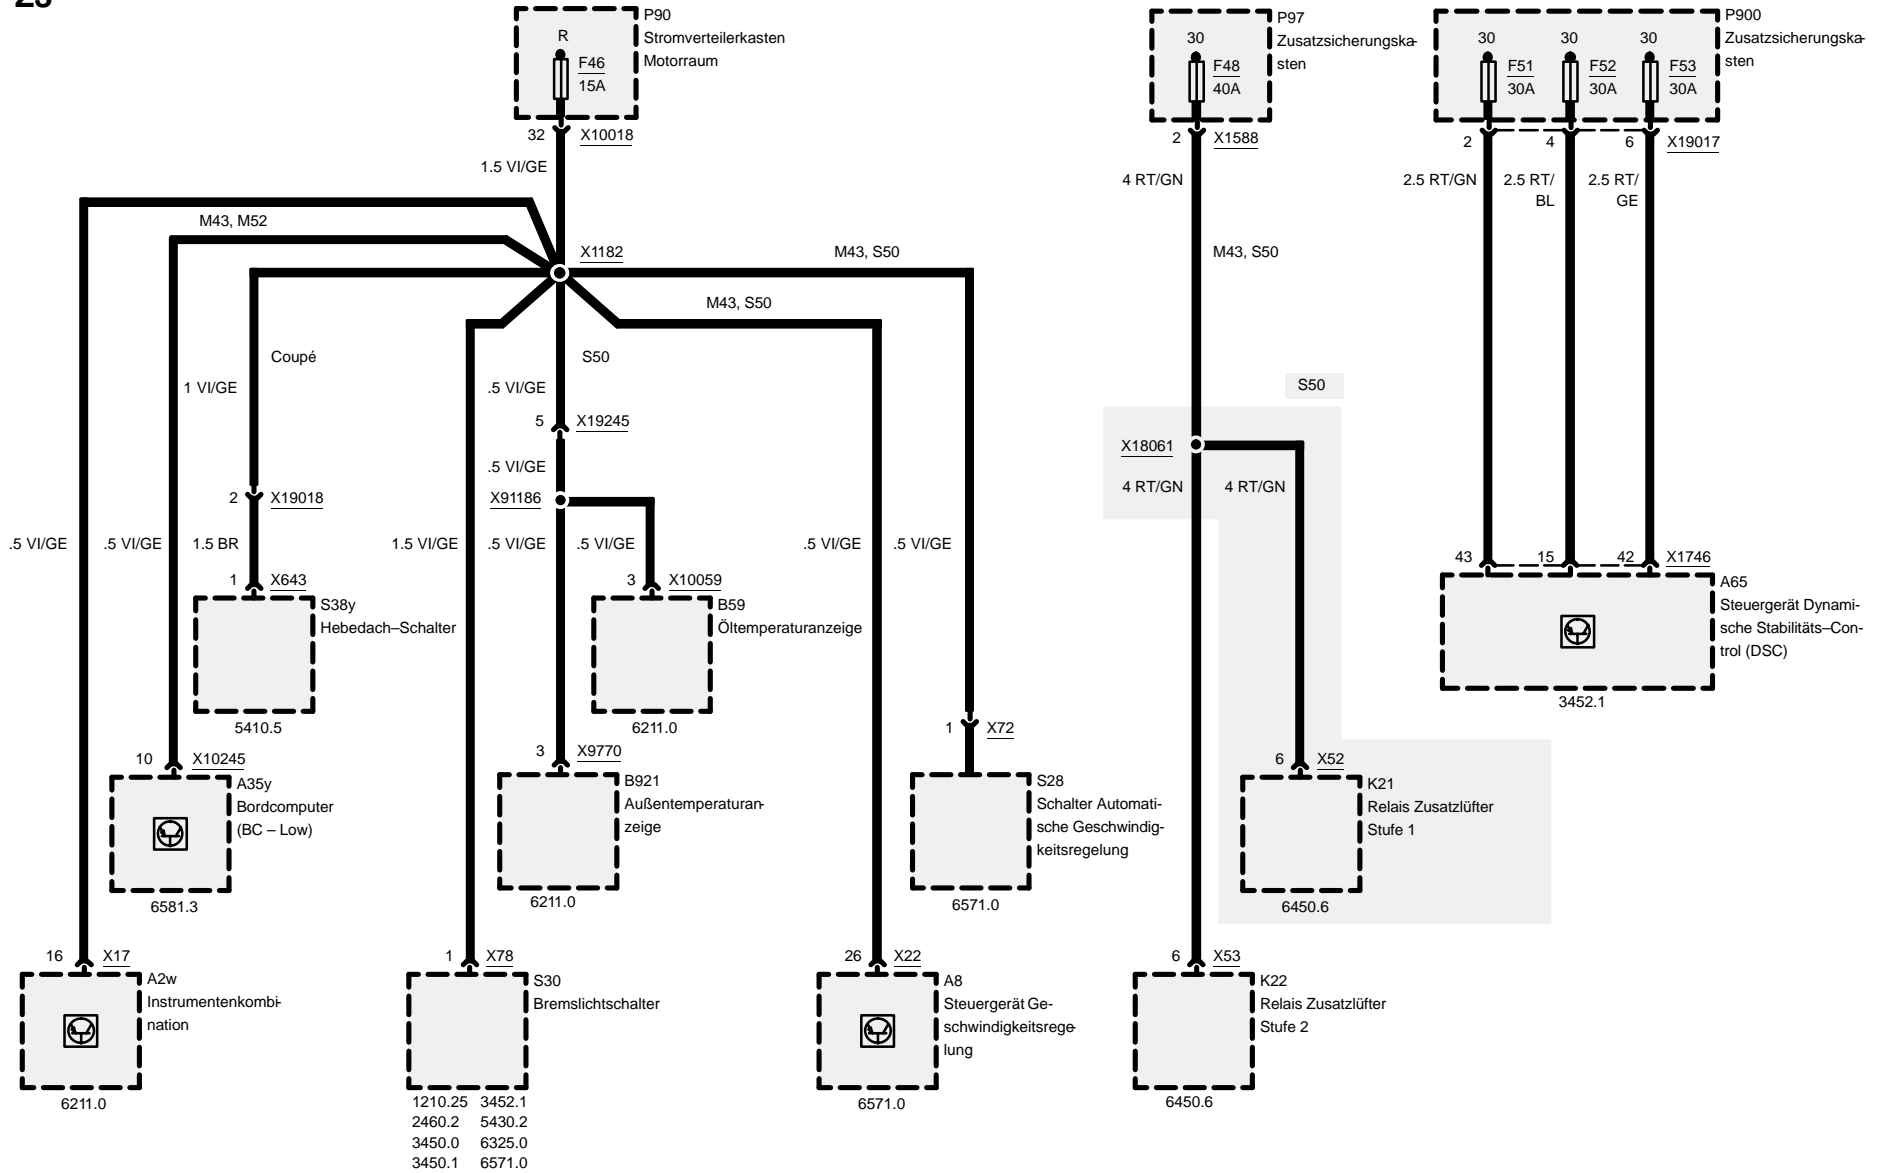 Z3
P90
Stromverteilerkasten
Motorraum
R
F46
15A
32
X10018
1.5 VI/GE
P97
Zusatzsicherungska-
sten
30
F48
40A
2
X1588
4 RT/GN
P900
Zusatzsicherungska-
sten
30
30
30
F51
30A
F52
30A
F53
30A
2
4
6
X19017
2.5 RT/GN
2.5 RT/
BL
2.5 RT/
GE
M43, M52
X1182
M43, S50
M43, S50
M43, S50
Coupé
S50
1 VI/GE
.5 VI/GE
5
X19245
.5 VI/GE
X91186
2
X19018
S50
X18061
4 RT/GN
4 RT/GN
.5 VI/GE
.5 VI/GE
1.5 BR
1.5 VI/GE
.5 VI/GE
.5 VI/GE
.5 VI/GE
.5 VI/GE
1
X643
S38y
Hebedach–Schalter
5410.5
3
X10059
B59
Öltemperaturanzeige
6211.0
43
15
42
X1746
A65
Steuergerät Dynami-
sche Stabilitäts–Con-
trol (DSC)
3452.1
10
X10245
A35y
Bordcomputer
(BC – Low)
6581.3
3
X9770
B921
Außentemperaturan-
zeige
6211.0
1
X72
S28
Schalter Automati-
sche Geschwindig-
keitsregelung
6571.0
6
X52
K21
Relais Zusatzlüfter
Stufe 1
6450.6
16
X17
A2w
Instrumentenkombi-
nation
6211.0
1
X78
S30
Bremslichtschalter
1210.25 3452.1
2460.2 5430.2
3450.0 6325.0
3450.1 6571.0
26
X22
A8
Steuergerät Ge-
schwindigkeitsrege-
lung
6571.0
6
X53
K22
Relais Zusatzlüfter
Stufe 2
6450.6